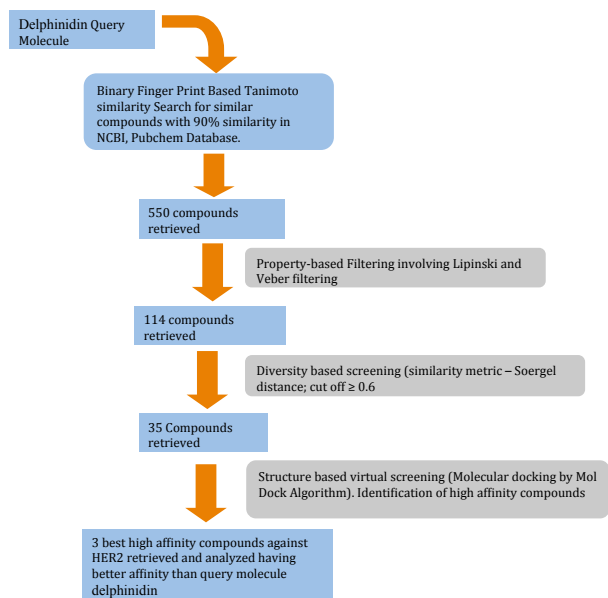 Delphinidin Query
Molecule
Binary Finger Print Based Tanimoto
similarity Search for similar
compounds with 90% similarity in
NCBI, Pubchem Database.
550 compounds
retrieved
Property-based Filtering involving Lipinski and
Veber filtering
114 compounds
retrieved
Diversity based screening (similarity metric – Soergel
distance; cut off ≥ 0.6
35 Compounds
retrieved
Structure based virtual screening (Molecular docking by Mol
Dock Algorithm). Identification of high affinity compounds
3 best high affinity compounds against
HER2 retrieved and analyzed having
better affinity than query molecule
delphinidin